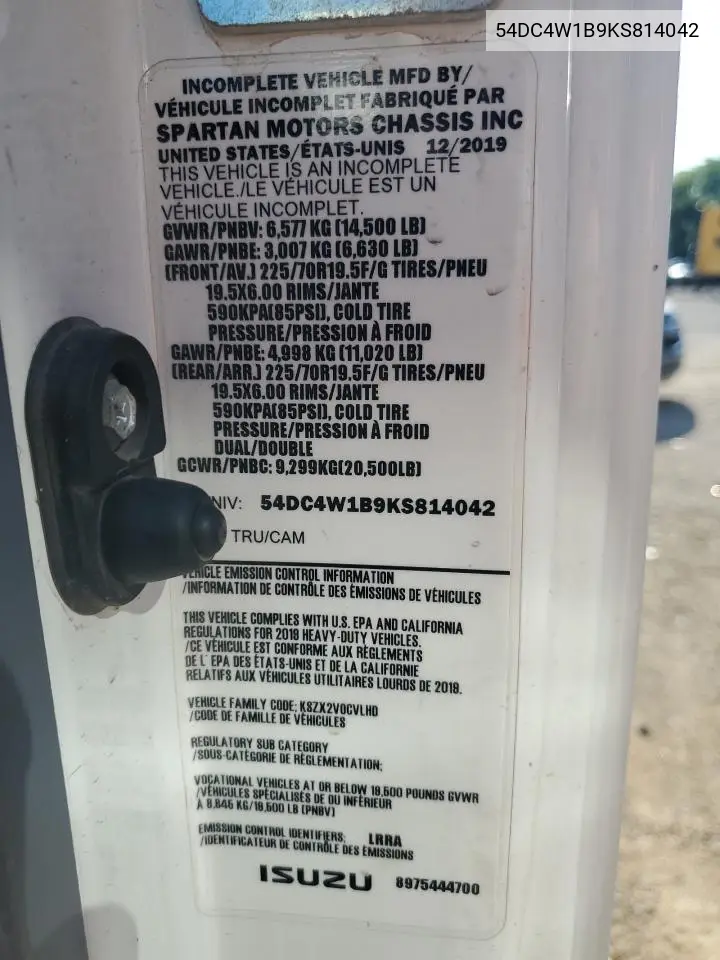 54DC4W1B9KS814042
INCOMPLETE VEHICLE MFD BY/
VÉHICULE INCOMPLET FABRIQUÉ PAR
SPARTAN MOTORS CHASSIS INC
UNITED STATES/ÉTATS-UNIS 12/2019
THIS VEHICLE IS AN INCOMPLETE
VEHICLE./LE VÉHICULE EST UN
VÉHICULE INCOMPLET.
GVWR/PNBV: 6,577 KG (14,500 LB)
GAWR/PNBE: 3,007 KG (6,630 LB)
(FRONT/AV.) 225/70R19.5F/G TIRES/PNEU
19.5X6.00 RIMS/JANTE
590KPA(85PSI), COLD TIRE
PRESSURE/PRESSION À FROID
GAWR/PNBE: 4,998 KG (11,020 LB)
(REAR/ARR.) 225/70R19.5F/G TIRES/PNEU
19.5X6.00 RIMS/JANTE
590KPA(85PSI), COLD TIRE
PRESSURE/PRESSION À FROID
DUAL/DOUBLE
GCWR/PNBC: 9,299KG(20,500LB)
NIV: 54DC4W1B9KS814042
TRU/CAM
VEHICLE EMISSION CONTROL INFORMATION
/INFORMATION DE CONTRÔLE DES ÉMISSIONS DE VÉHICULES
THIS VEHICLE COMPLIES WITH U.S. EPA AND CALIFORNIA
REGULATIONS FOR 2018 HEAVY-DUTY VEHICLES.
/CE VÉHICULE EST CONFORME AUX RÈGLEMENTS
DE L' EPA DES ÉTATS-UNIS ET DE LA CALIFORNIE
RELATIFS AUX VÉHICULES UTILITAIRES LOURDS DE 2018.
VEHICLE FAMILY CODE: KSZX2VOCVLHD
/CODE DE FAMILLE DE VÉHICULES
REGULATORY SUB CATEGORY
/SOUS-CATÉGORIE DE RÈGLEMENTATION:
VOCATIONAL VEHICLES AT OR BELOW 19,500 POUNDS GVWR
/VÉHICULES SPÉCIALISÉS DE OU INFÉRIEUR
À 8,845 KG/19,500 LB (PNBV)
EMISSION CONTROL IDENTIFIERS: LRRA
/IDENTIFICATEUR DE CONTRÔLE DES ÉMISSIONS
ISUZU 8975444700